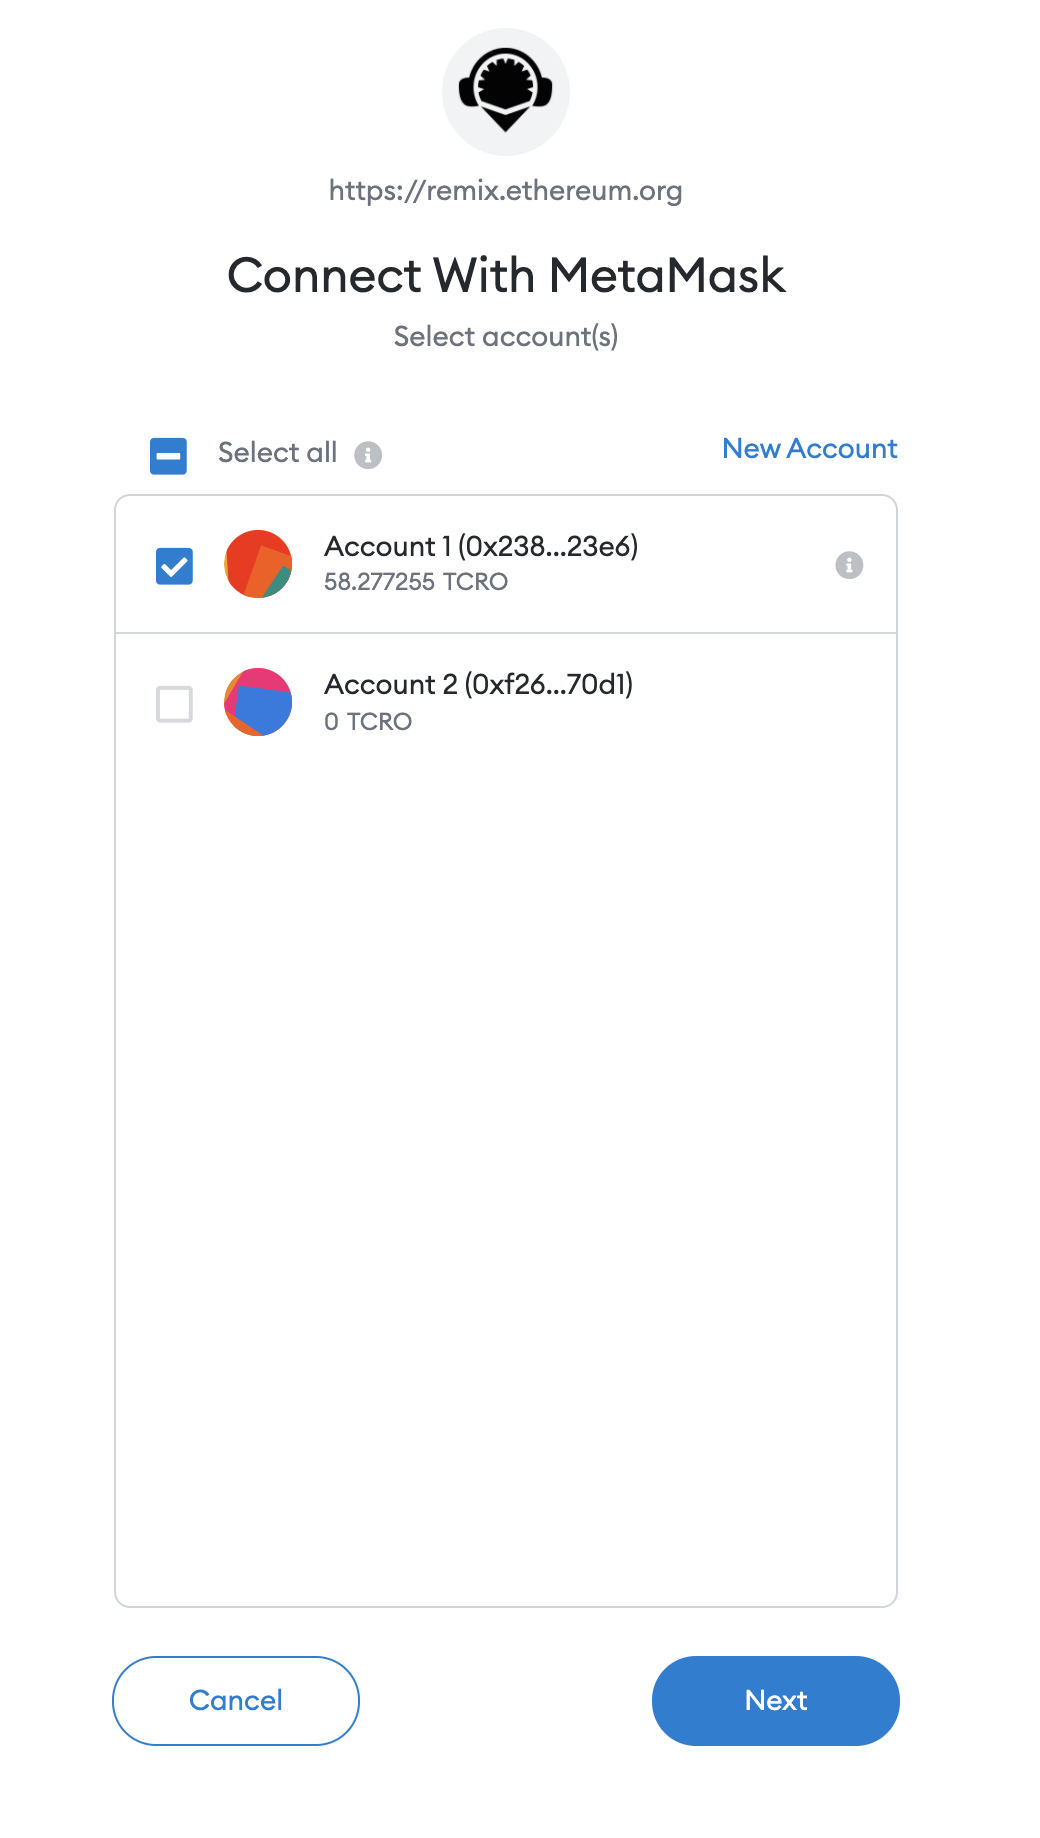 https://remix.ethereum.org
Connect With MetaMask
Select account(s)
Select all
New Account
Account 1 (0x238...23e6)
58.277255 TCRO
Account 2 (0xf26...70d1)
0 TCRO
Cancel
Next